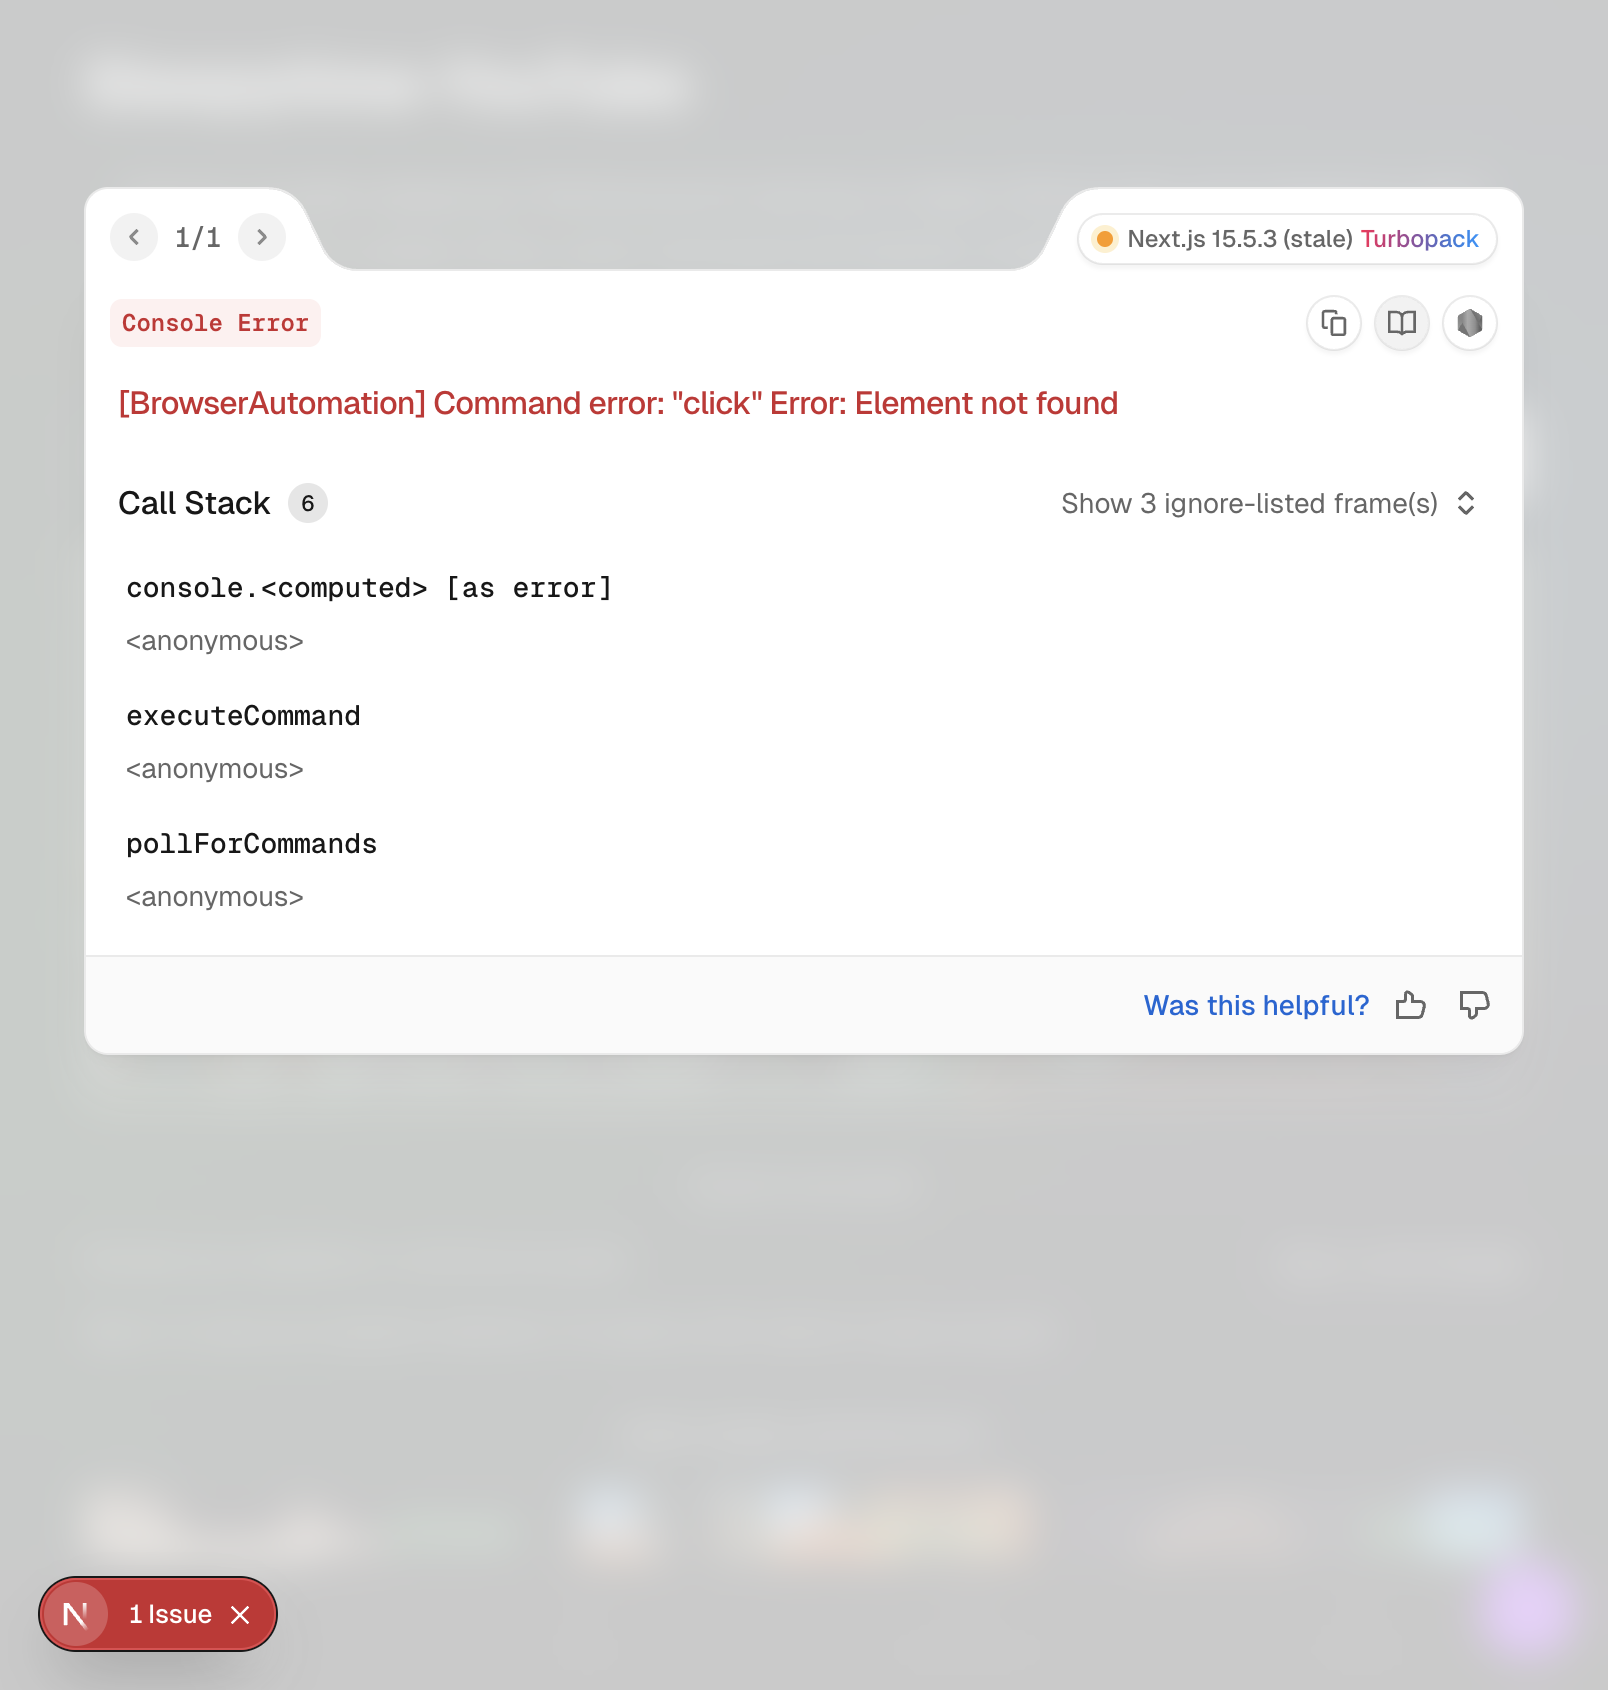 1/1
Next.js 15.5.3 (stale) Turbopack
Console Error
[BrowserAutomation] Command error: "click" Error: Element not found
Call Stack 6
Show 3 ignore-listed frame(s)
console.<computed> [as error]
<anonymous>
executeCommand
<anonymous>
pollForCommands
<anonymous>
Was this helpful?
N 1 Issue